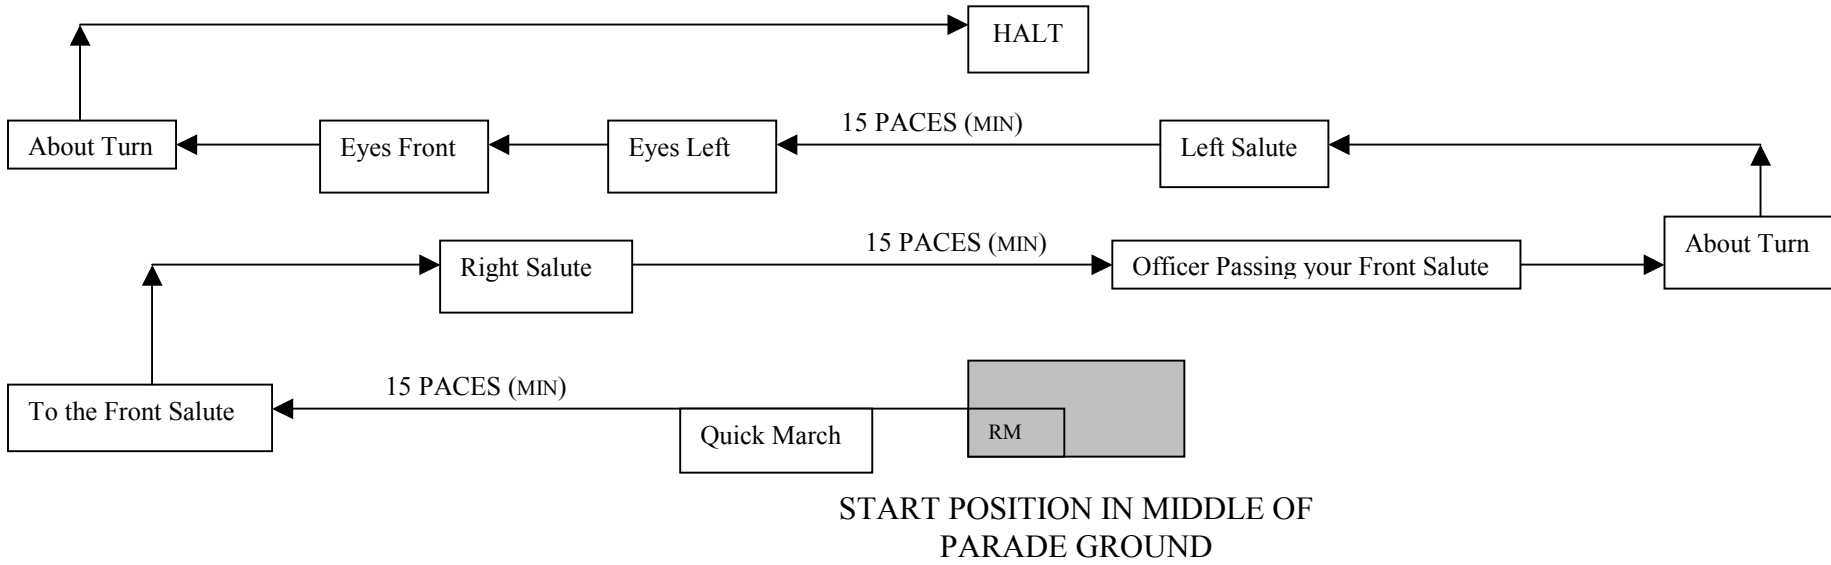 HALT
About Turn
Eyes Front
Eyes Left
15 PACES (MIN)
Left Salute
Right Salute
15 PACES (MIN)
Officer Passing your Front Salute
About Turn
To the Front Salute
15 PACES (MIN)
Quick March
RM
START POSITION IN MIDDLE OF
PARADE GROUND